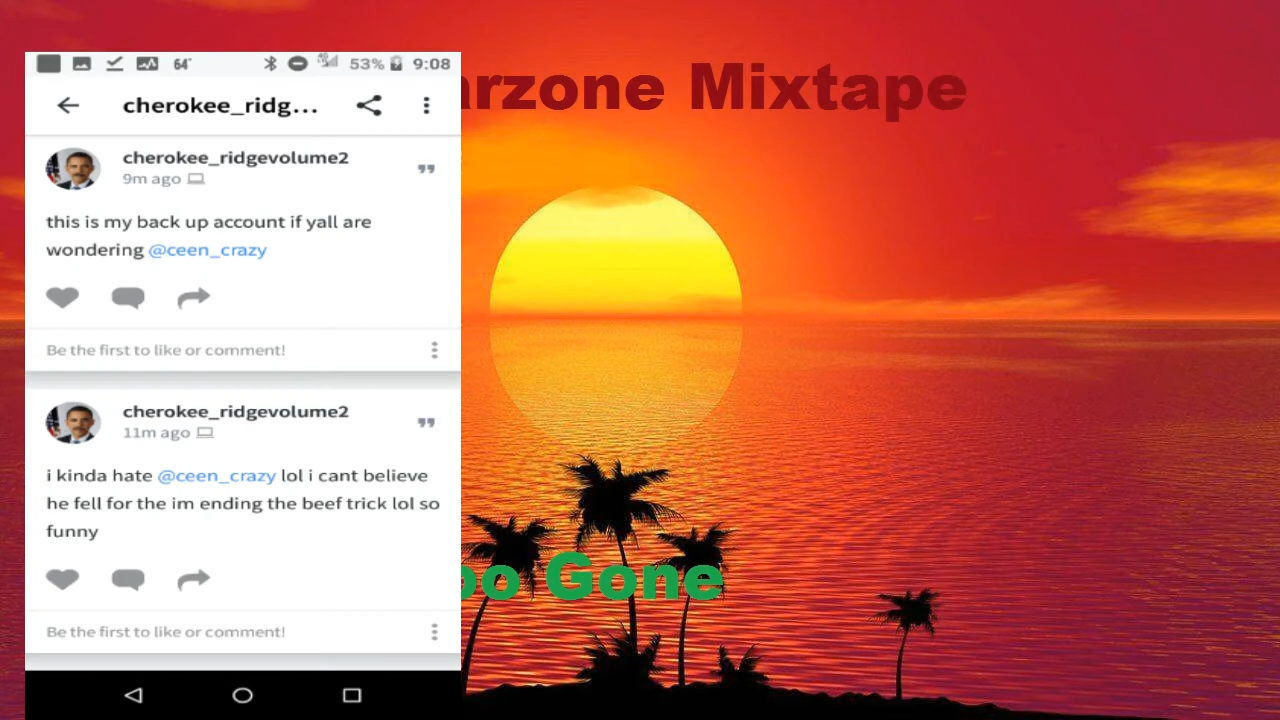 64°
53%
9:08
cherokee_ridg...
cherokee_ridgevolume2
9m ago
this is my back up account if yall are
wondering @ceen_crazy
Be the first to like or comment!
cherokee_ridgevolume2
11m ago
i kinda hate @ceen_crazy lol i cant believe
he fell for the im ending the beef trick lol so
funny
Be the first to like or comment!
arzone Mixtape
oo Gone